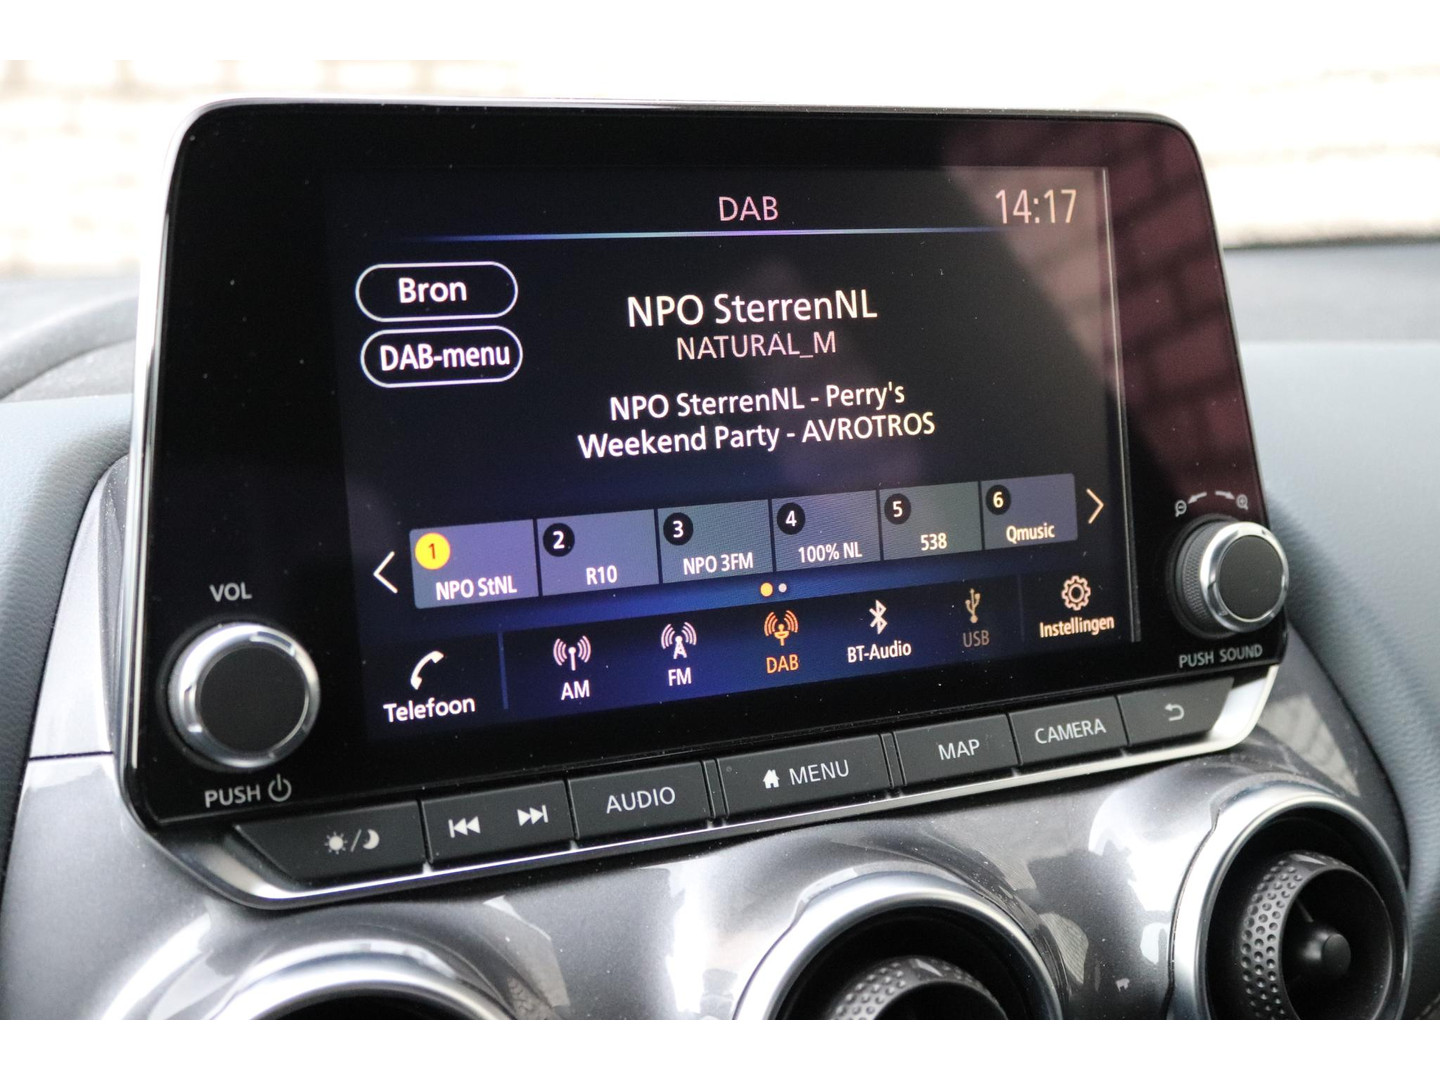 DAB
14:17
Bron
DAB-menu
NPO SterrenNL
NATURAL_M
NPO SterrenNL - Perry's
Weekend Party - AVROTROS
1
NPO StNL
2
R10
3
NPO 3FM
4
100% NL
5
538
6
Qmusic
Telefoon
AM
FM
DAB
BT-Audio
USB
Instellingen
VOL
PUSH
PUSH SOUND
AUDIO
MENU
MAP
CAMERA